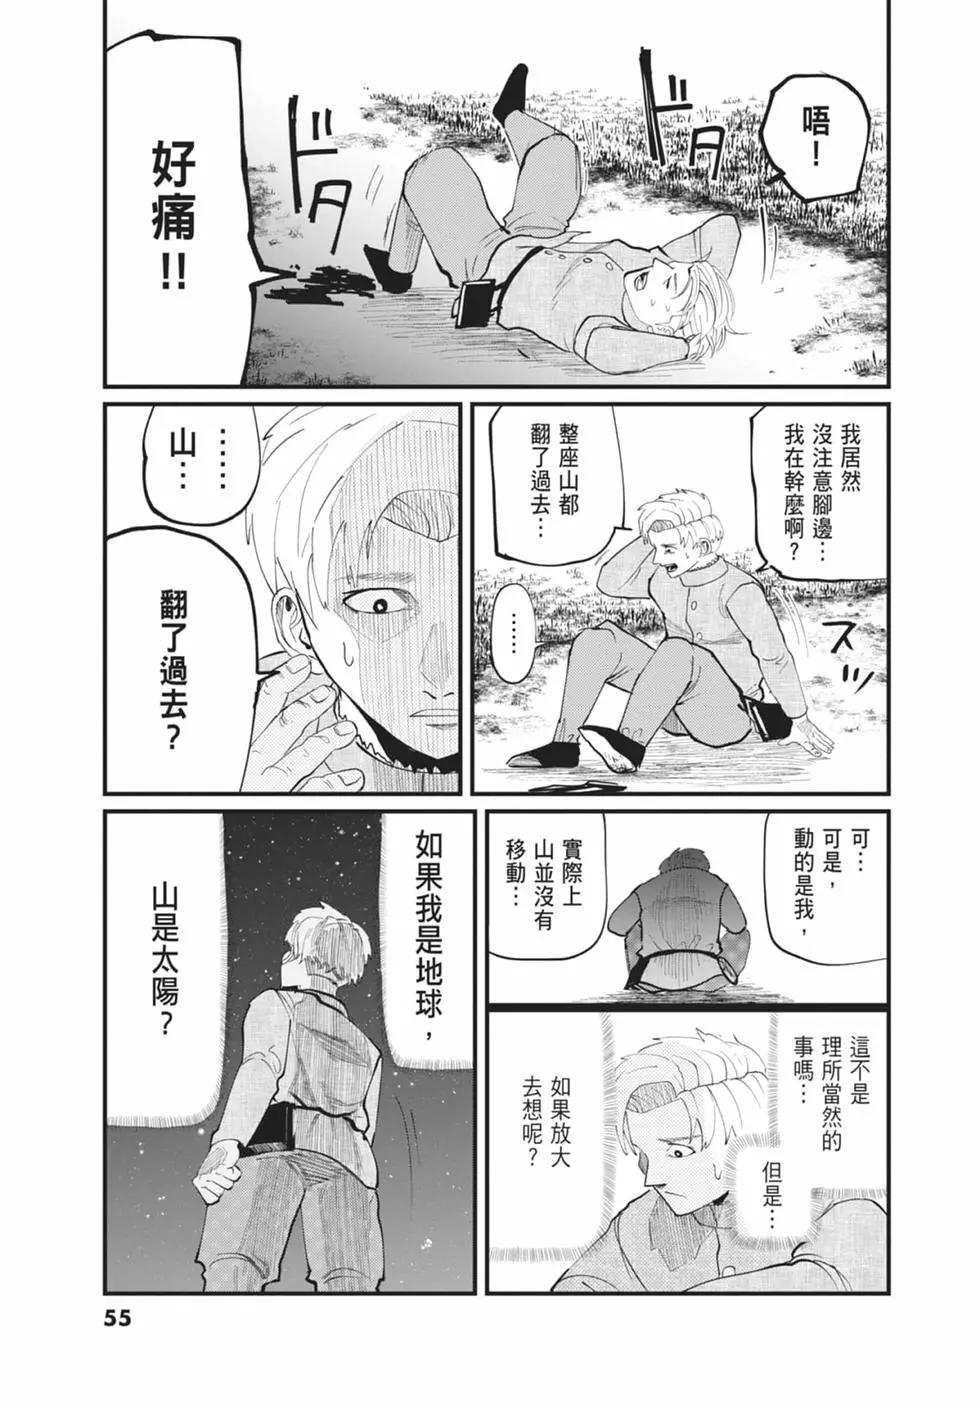 唔！
ドタ
ドタ
好痛!!
我居然
沒注意腳邊…
我在幹麼啊？
整座山都
翻了過去…
……
スッ
……
山…
翻了過去？
可…
可是，
動的是我，
實際上
山並沒有
移動…
這不是
理所當然的
事嗎…
但是…
如果放大
去想呢？
如果我是地球，
山是太陽？
55